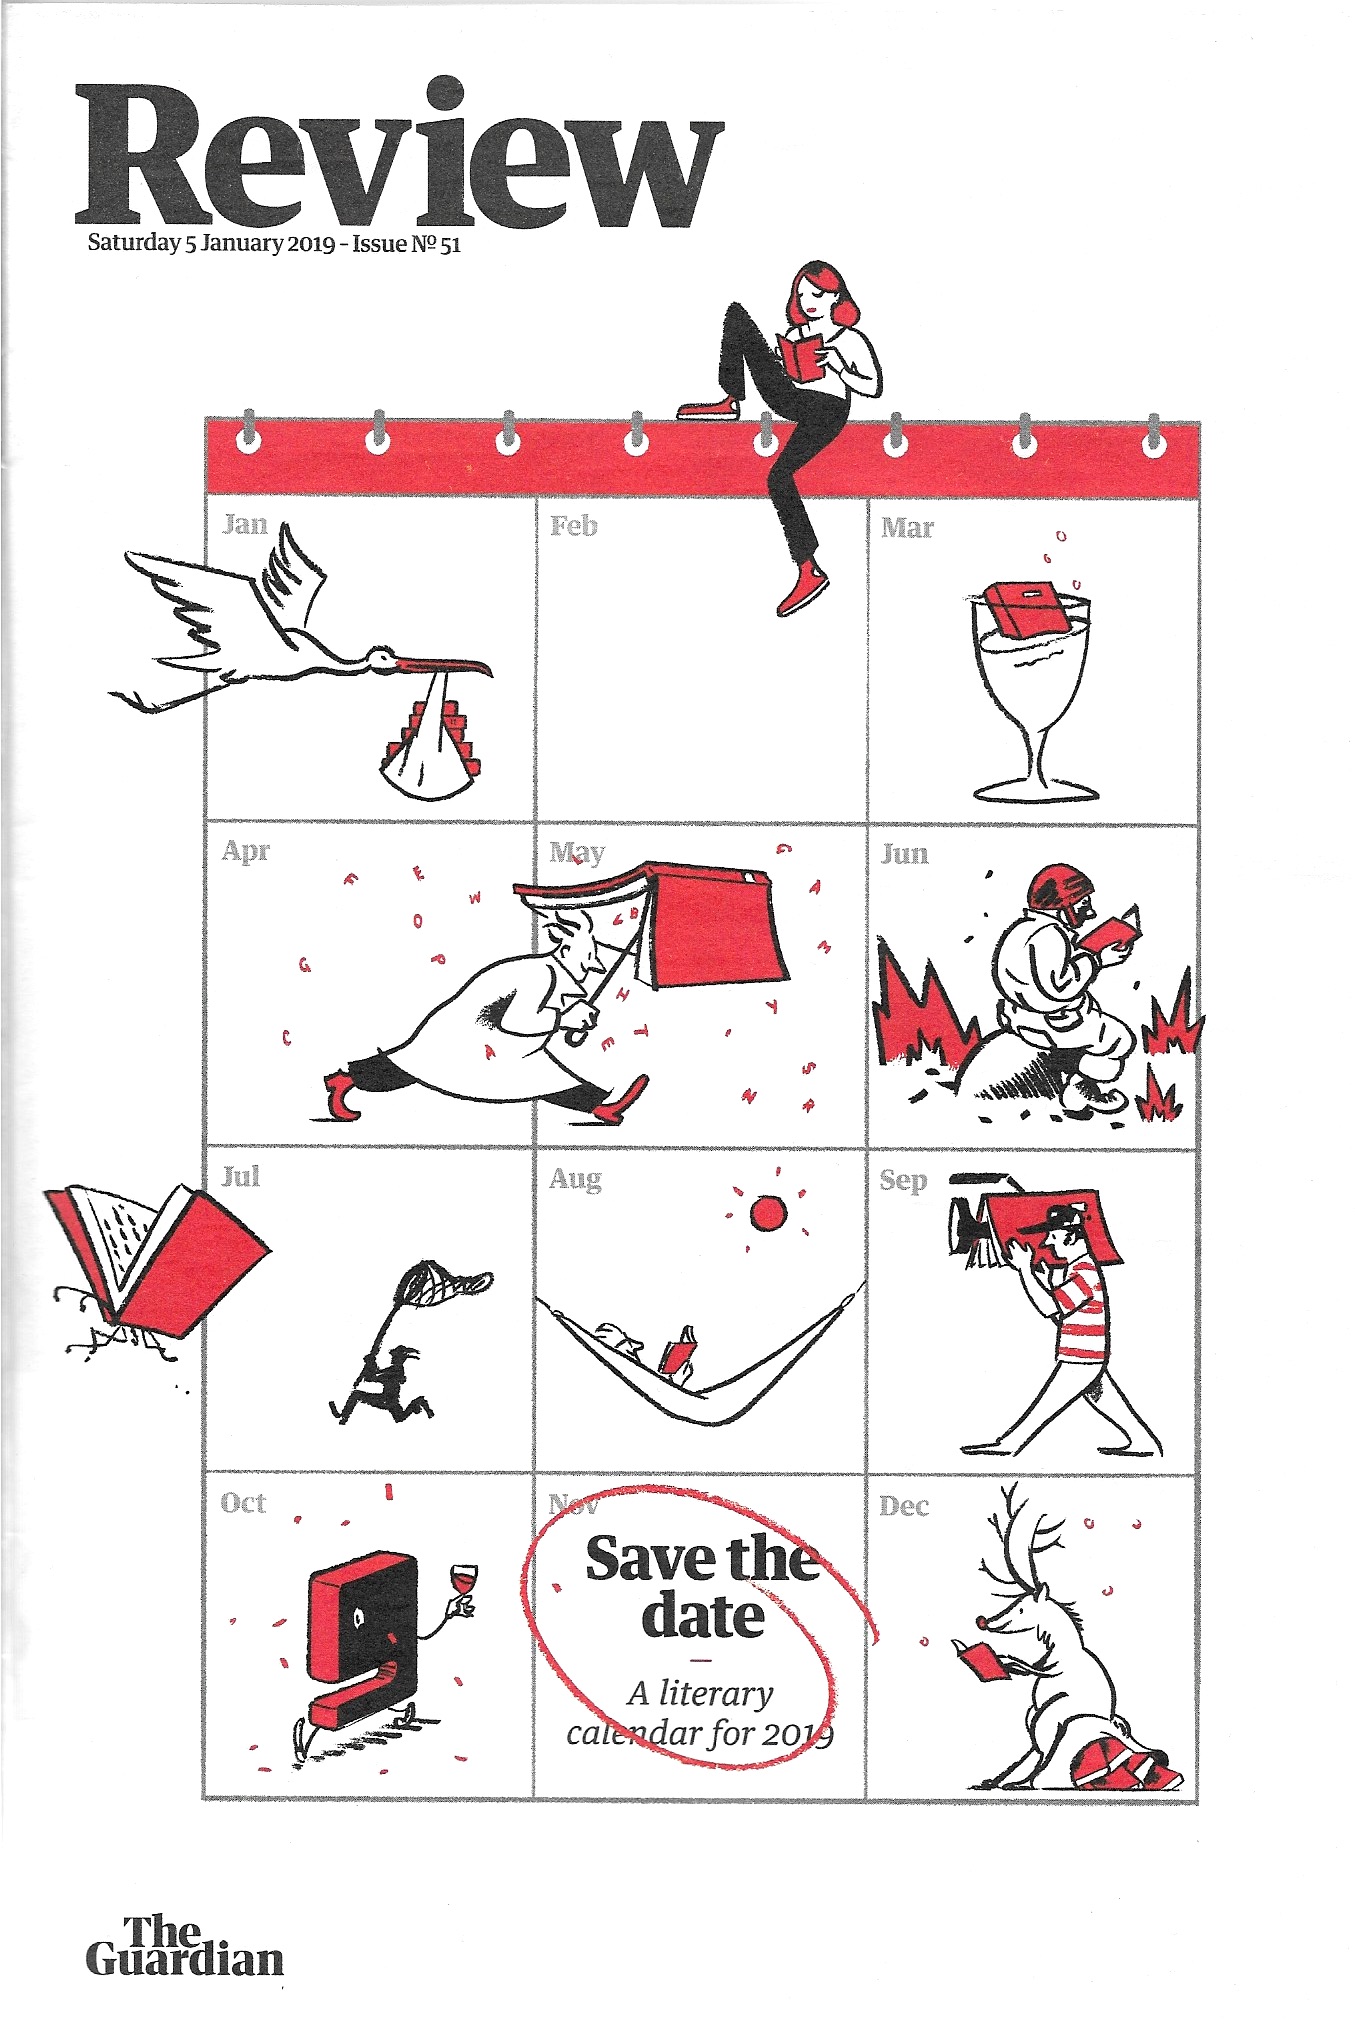 Review
Saturday 5 January 2019 – Issue Nº 51
Jan
Feb
Mar
Apr
May
Jun
Jul
Aug
Sep
Oct
Nov
Save the
date
A literary
calendar for 2019
Dec
The
Guardian